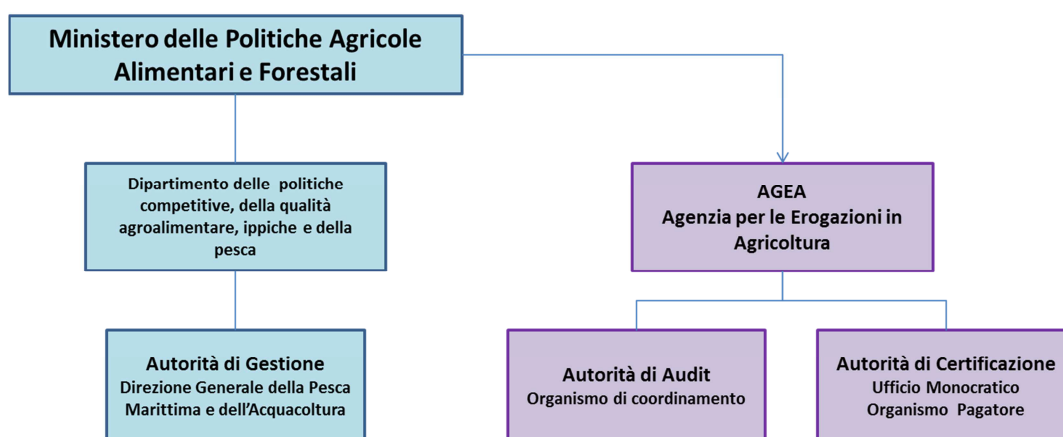 Ministero delle Politiche Agricole
Alimentari e Forestali
Dipartimento delle politiche
competitive, della qualità
agroalimentare, ippiche e della
pesca
AGEA
Agenzia per le Erogazioni in
Agricoltura
Autorità di Gestione
Direzione Generale della Pesca
Marittima e dell'Acquacoltura
Autorità di Audit
Organismo di coordinamento
Autorità di Certificazione
Ufficio Monocratico
Organismo Pagatore